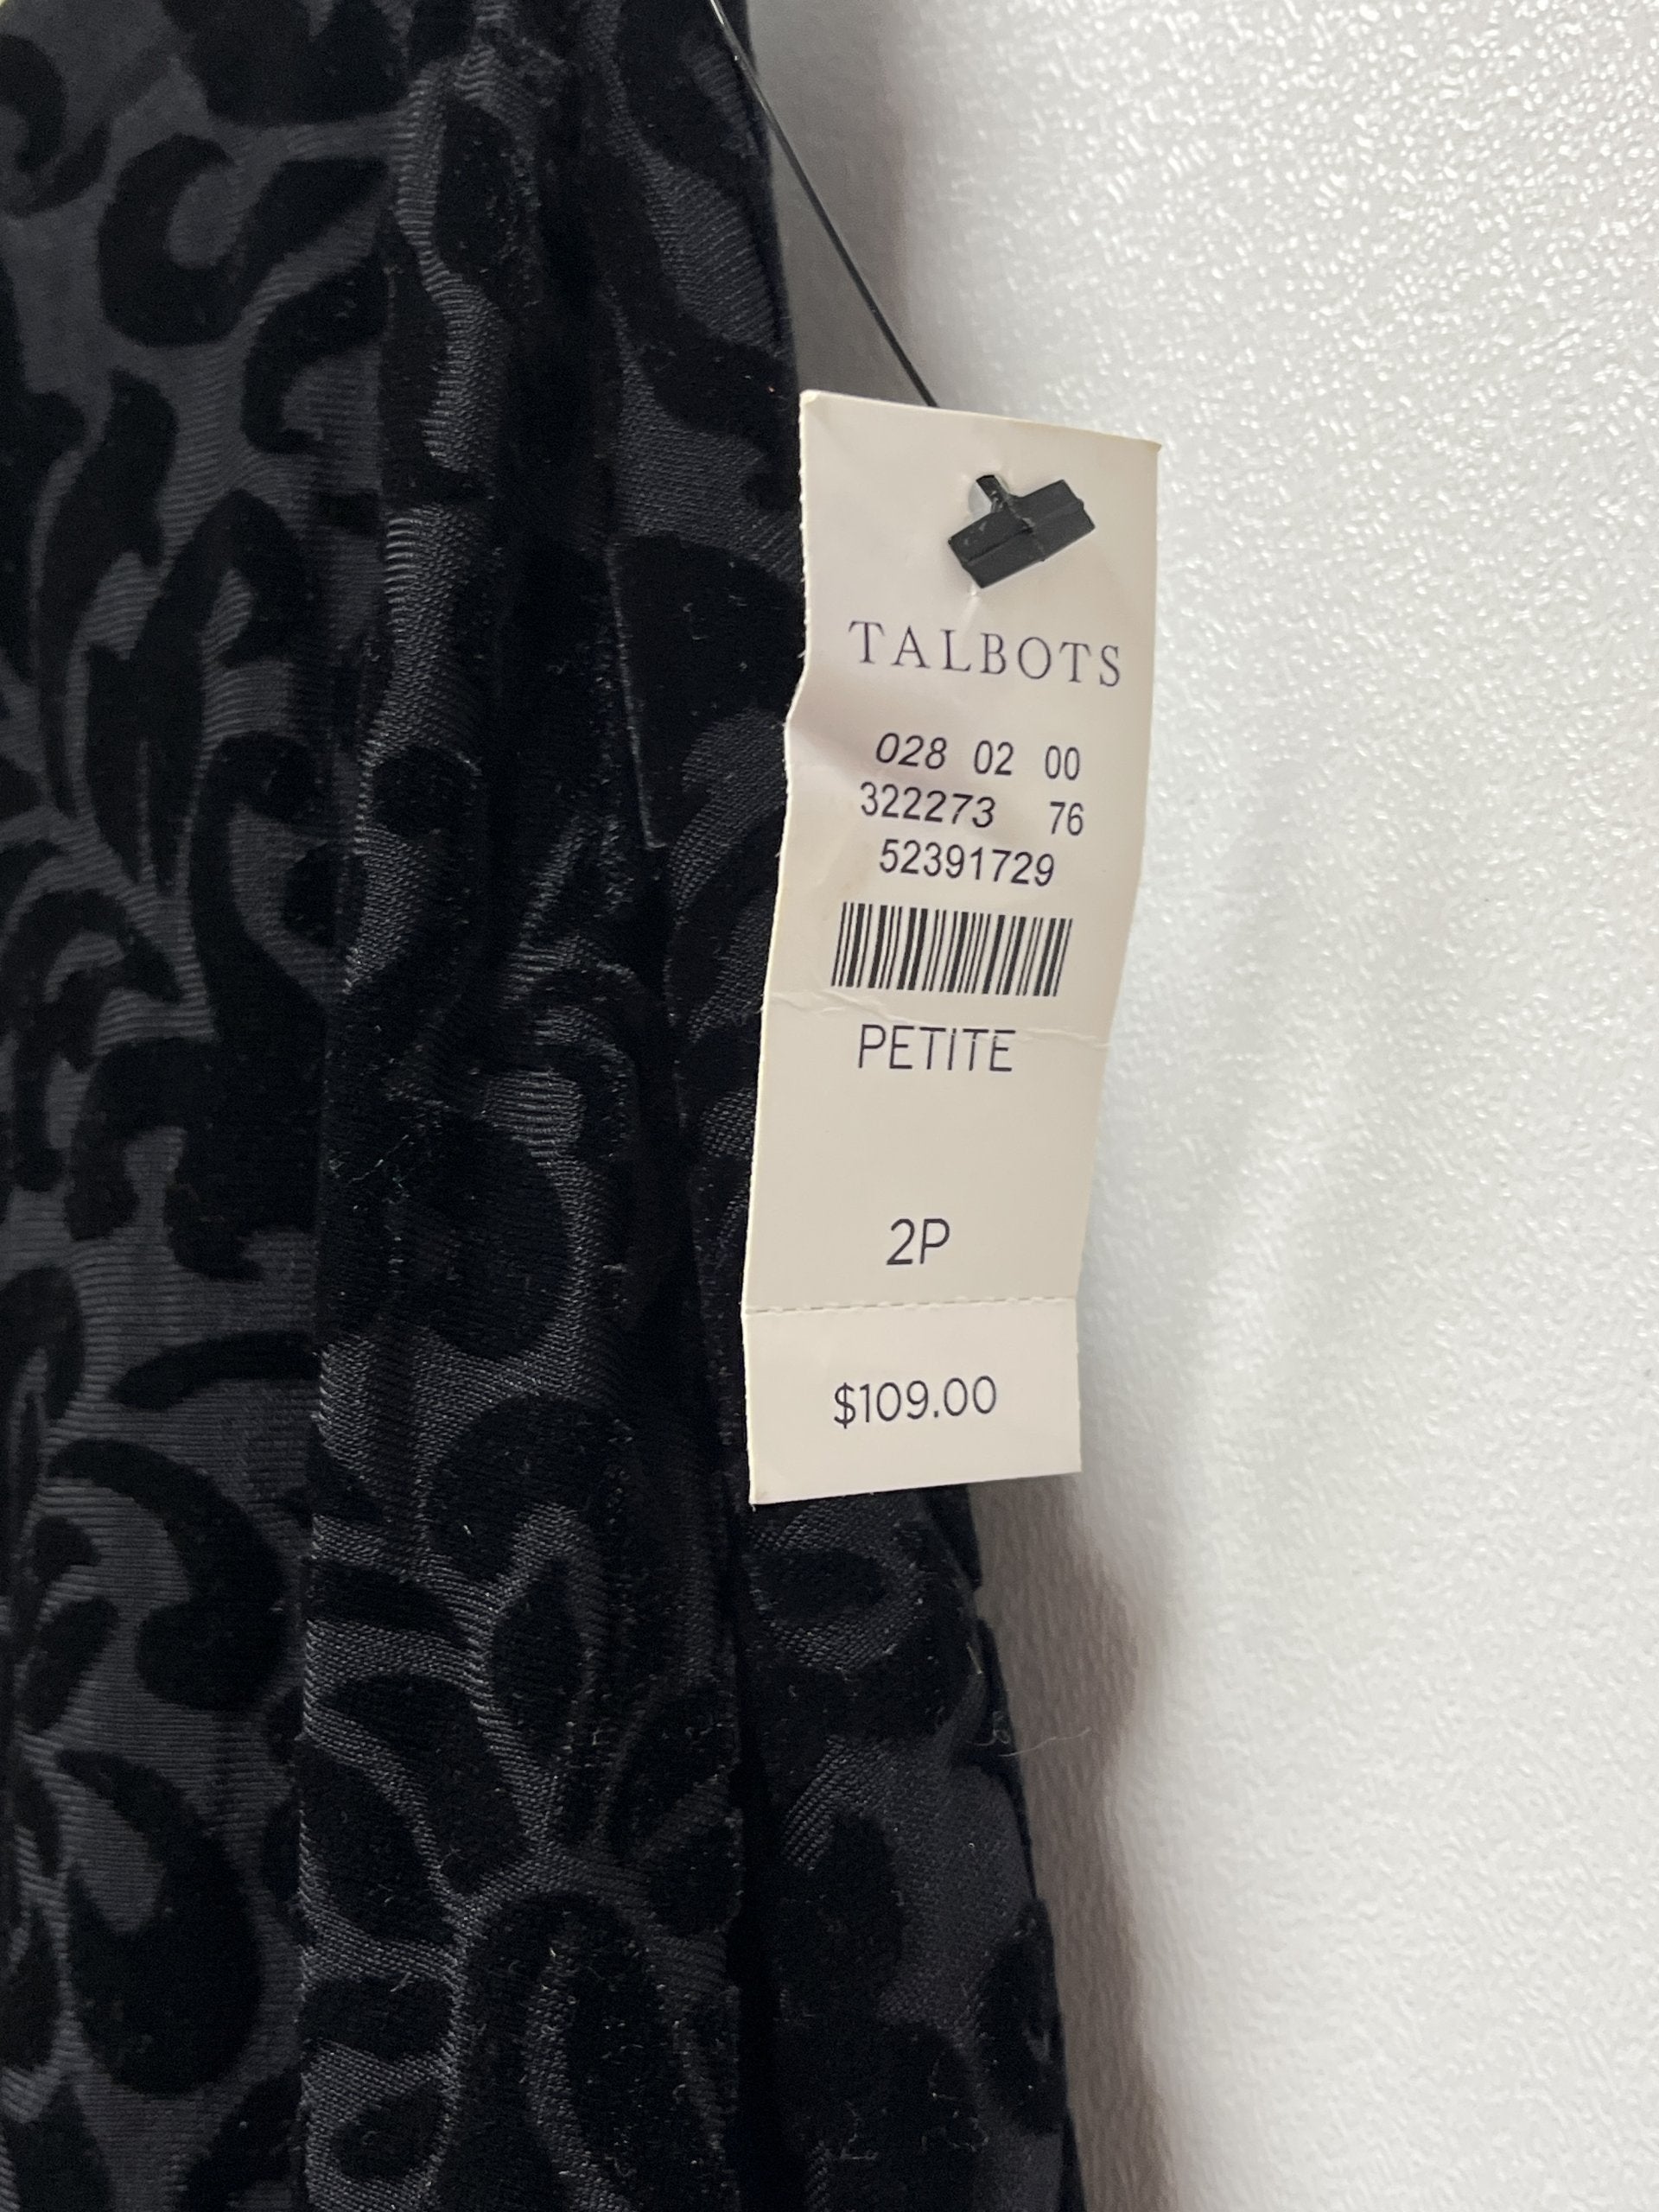 TALBOTS
028 02 00
322273 76
52391729
PETITE
2P
$109.00